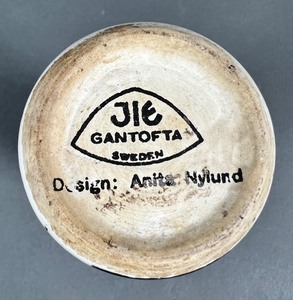 JIE
GANTOFTA
SWEDEN
Design: Anita Nylund